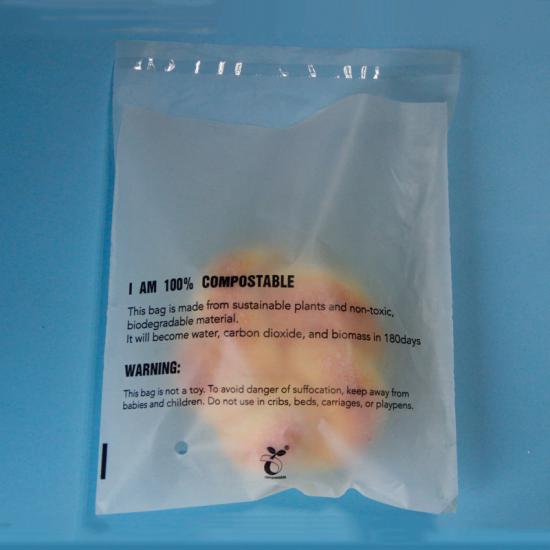 I AM 100% COMPOSTABLE
This bag is made from sustainable plants and non-toxic,
biodegradable material.
It will become water, carbon dioxide, and biomass in 180days
WARNING:
This bag is not a toy. To avoid danger of suffocation, keep away from
babies and children. Do not use in cribs, beds, carriages, or playpens.
®
compostable